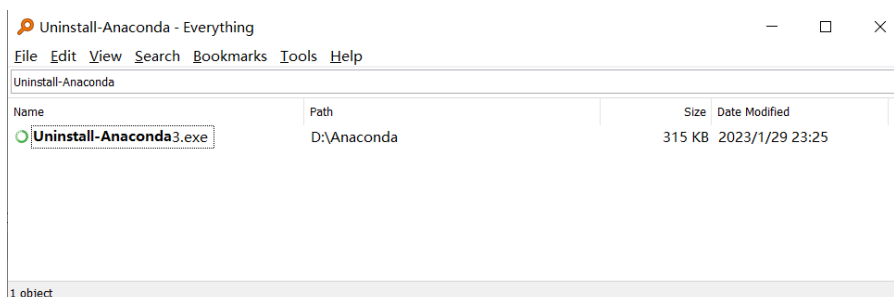 Uninstall-Anaconda - Everything
File Edit View Search Bookmarks Tools Help
Uninstall-Anaconda
Name Path Size Date Modified
Uninstall-Anaconda3.exe D:\Anaconda 315 KB 2023/1/29 23:25
1 object